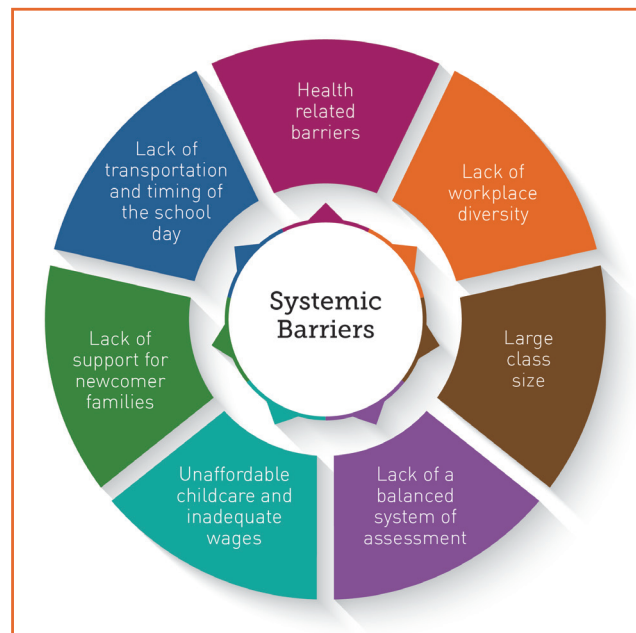 Health
related
barriers
Lack of
workplace
diversity
Large
class
size
Lack of a
balanced
system of
assessment
Unaffordable
childcare and
inadequate
wages
Lack of
support for
newcomer
families
Lack of
transportation
and timing of
the school
day
Systemic
Barriers